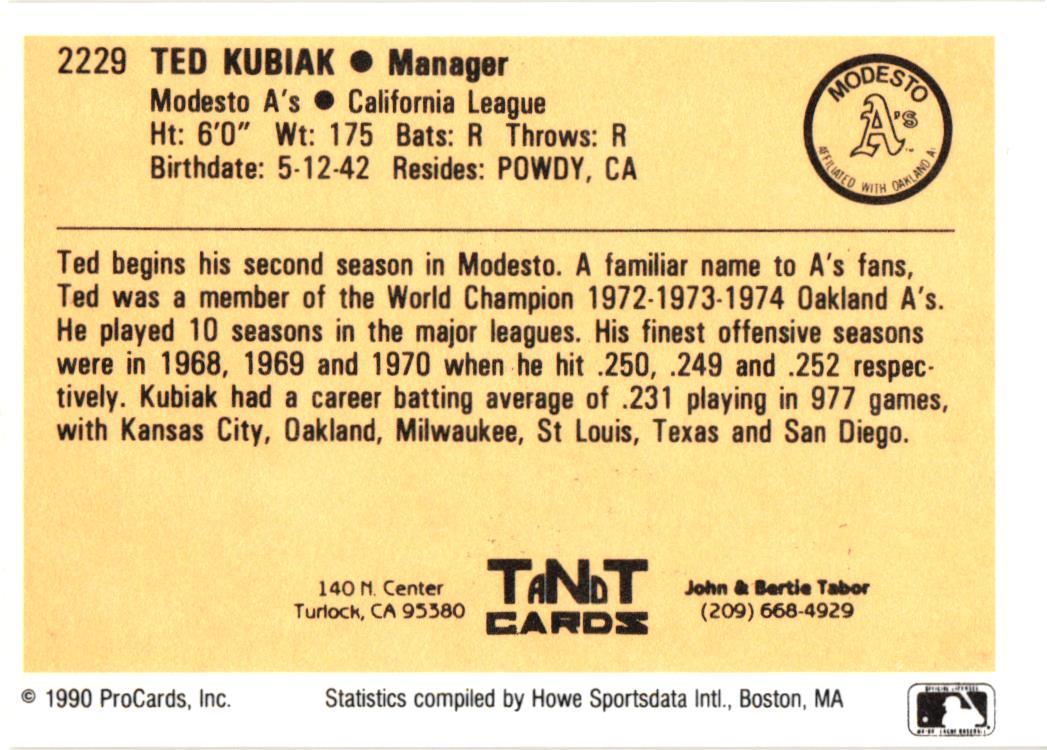 2229 TED KUBIAK ● Manager
Modesto A's ● California League
Ht: 6'0" Wt: 175 Bats: R Throws: R
Birthdate: 5-12-42 Resides: POWDY, CA
MODESTO
A's
AFFILIATED WITH OAKLAND A
Ted begins his second season in Modesto. A familiar name to A's fans,
Ted was a member of the World Champion 1972-1973-1974 Oakland A's.
He played 10 seasons in the major leagues. His finest offensive seasons
were in 1968, 1969 and 1970 when he hit .250, .249 and .252 respec-
tively. Kubiak had a career batting average of .231 playing in 977 games,
with Kansas City, Oakland, Milwaukee, St Louis, Texas and San Diego.
140 N. Center
Turlock, CA 95380
TANDT
CARDS
John & Bertie Tabor
(209) 668-4929
© 1990 ProCards, Inc.
Statistics compiled by Howe Sportsdata Intl., Boston, MA